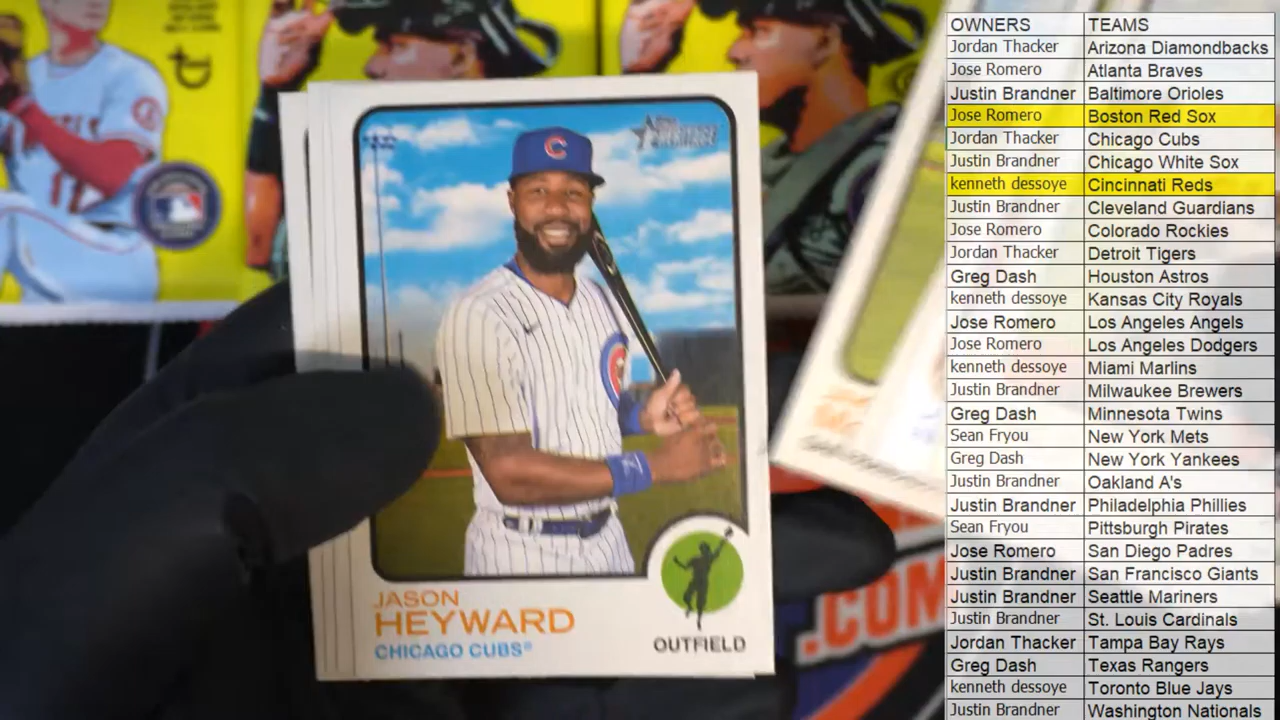 HERITAGE
JASON
HEYWARD
CHICAGO CUBS®
OUTFIELD
.COM
OWNERS TEAMS
Jordan Thacker Arizona Diamondbacks
Jose Romero Atlanta Braves
Justin Brandner Baltimore Orioles
Jose Romero Boston Red Sox
Jordan Thacker Chicago Cubs
Justin Brandner Chicago White Sox
kenneth dessoye Cincinnati Reds
Justin Brandner Cleveland Guardians
Jose Romero Colorado Rockies
Jordan Thacker Detroit Tigers
Greg Dash Houston Astros
kenneth dessoye Kansas City Royals
Jose Romero Los Angeles Angels
Jose Romero Los Angeles Dodgers
kenneth dessoye Miami Marlins
Justin Brandner Milwaukee Brewers
Greg Dash Minnesota Twins
Sean Fryou New York Mets
Greg Dash New York Yankees
Justin Brandner Oakland A's
Justin Brandner Philadelphia Phillies
Sean Fryou Pittsburgh Pirates
Jose Romero San Diego Padres
Justin Brandner San Francisco Giants
Justin Brandner Seattle Mariners
Justin Brandner St. Louis Cardinals
Jordan Thacker Tampa Bay Rays
Greg Dash Texas Rangers
kenneth dessoye Toronto Blue Jays
Justin Brandner Washington Nationals